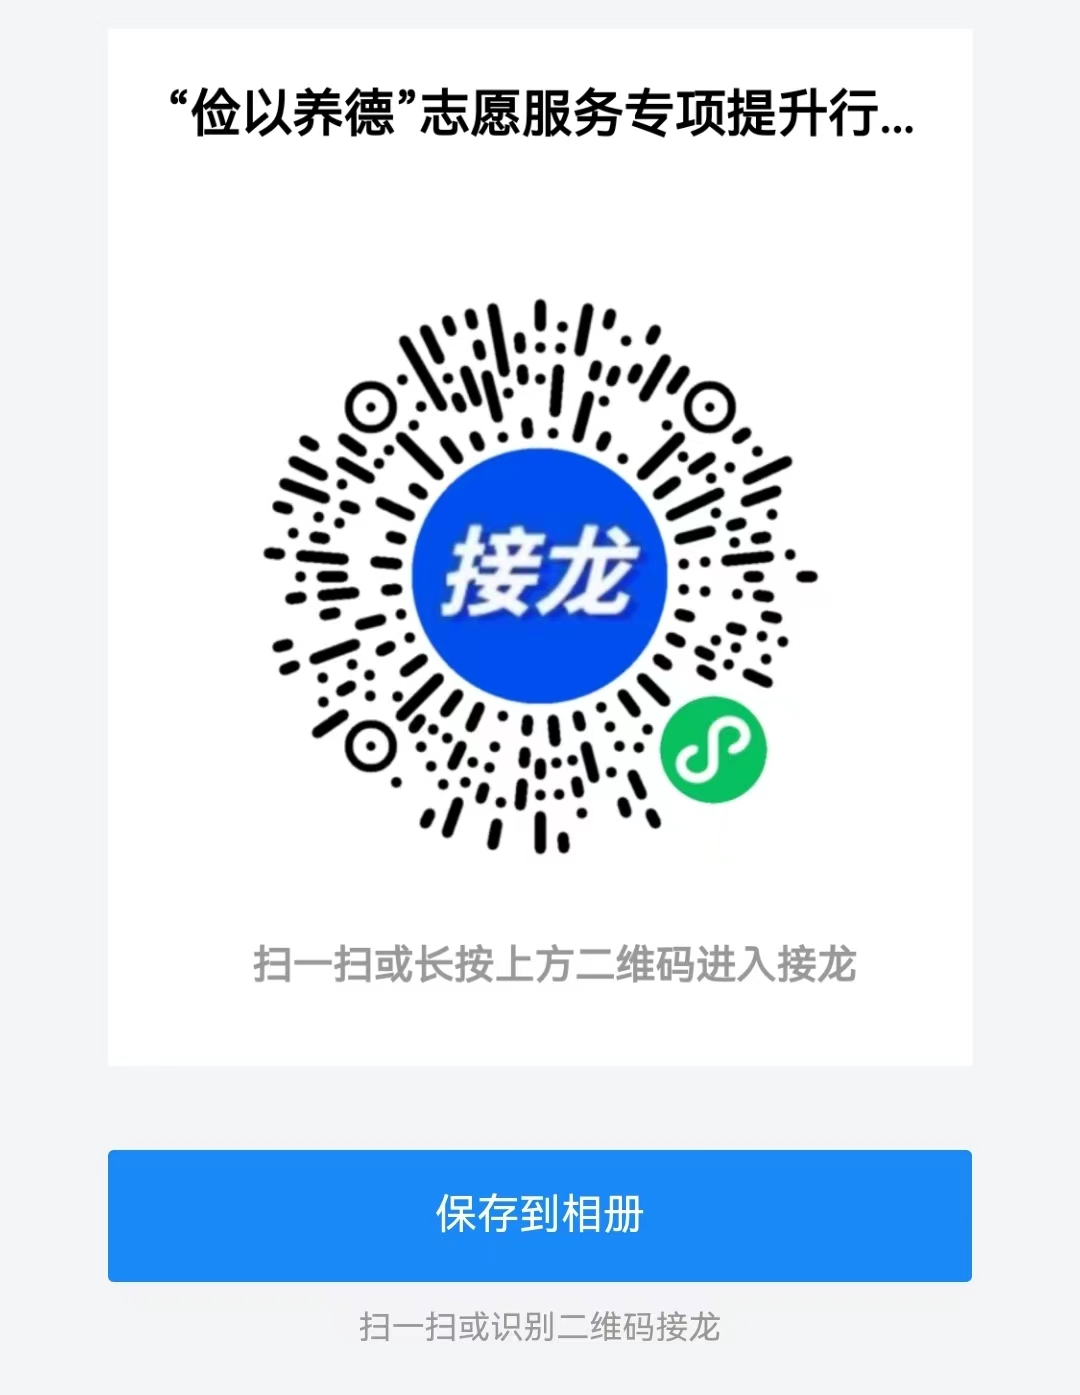 “俭以养德”志愿服务专项提升行...
接龙
扫一扫或长按上方二维码进入接龙
保存到相册
扫一扫或识别二维码接龙